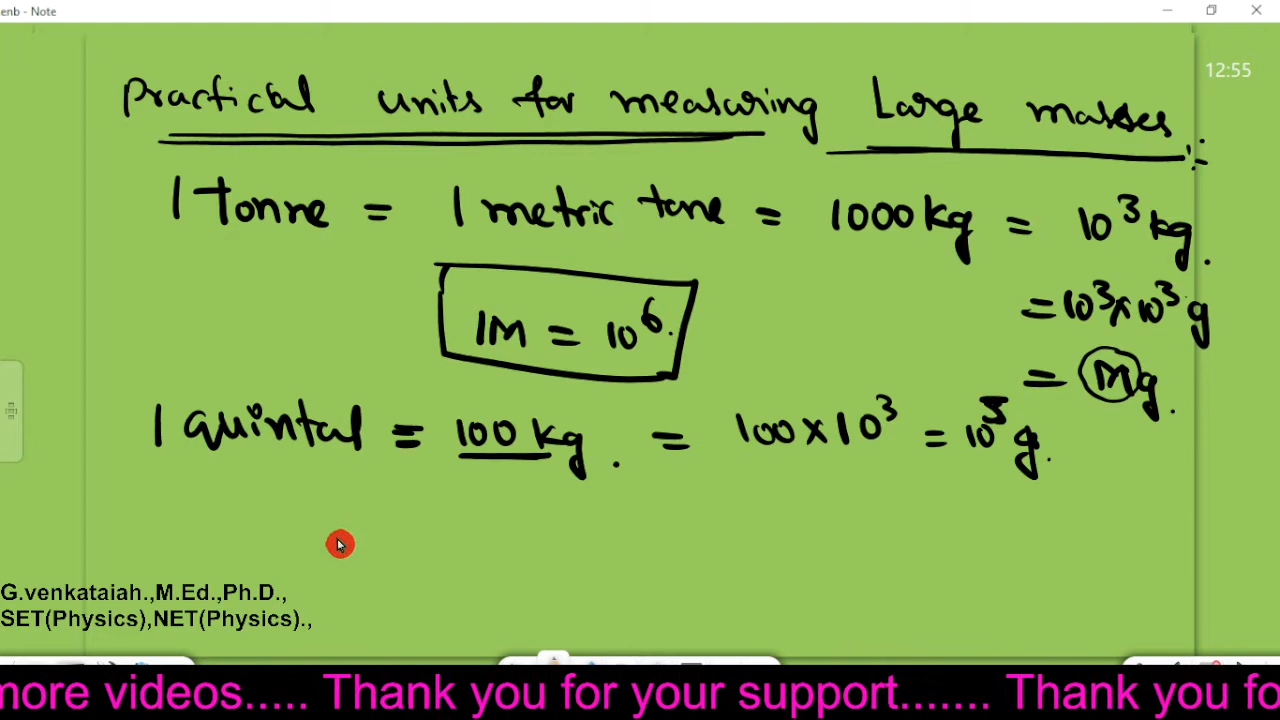 enb - Note
12:55
Practical units for measuring Large masses :-
1 Tonne = 1 metric tone = 1000 kg = 10³ kg.
= 10³ x 10³ g
1M = 10⁶.
= Mg.
1 quintal = 100 kg. = 100 x 10³ = 10⁵ g.
G.venkataiah.,M.Ed.,Ph.D.,
SET(Physics),NET(Physics).,
more videos..... Thank you for your support....... Thank you fo